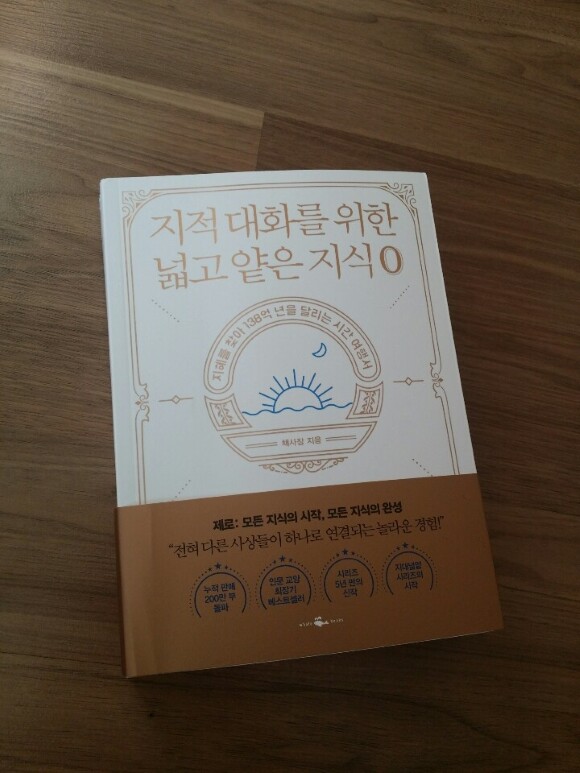 지적 대화를 위한
넓고 얕은 지식 0
지혜를 찾아 138억 년을 달리는 시간 여행서
채사장 지음
제로: 모든 지식의 시작, 모든 지식의 완성
“전혀 다른 사상들이 하나로 연결되는 놀라운 경험!”
누적 판매
200만 부
돌파
인문 교양
최장기
베스트셀러
시리즈
5년 만의
신작
지대넓얕
시리즈의
시작